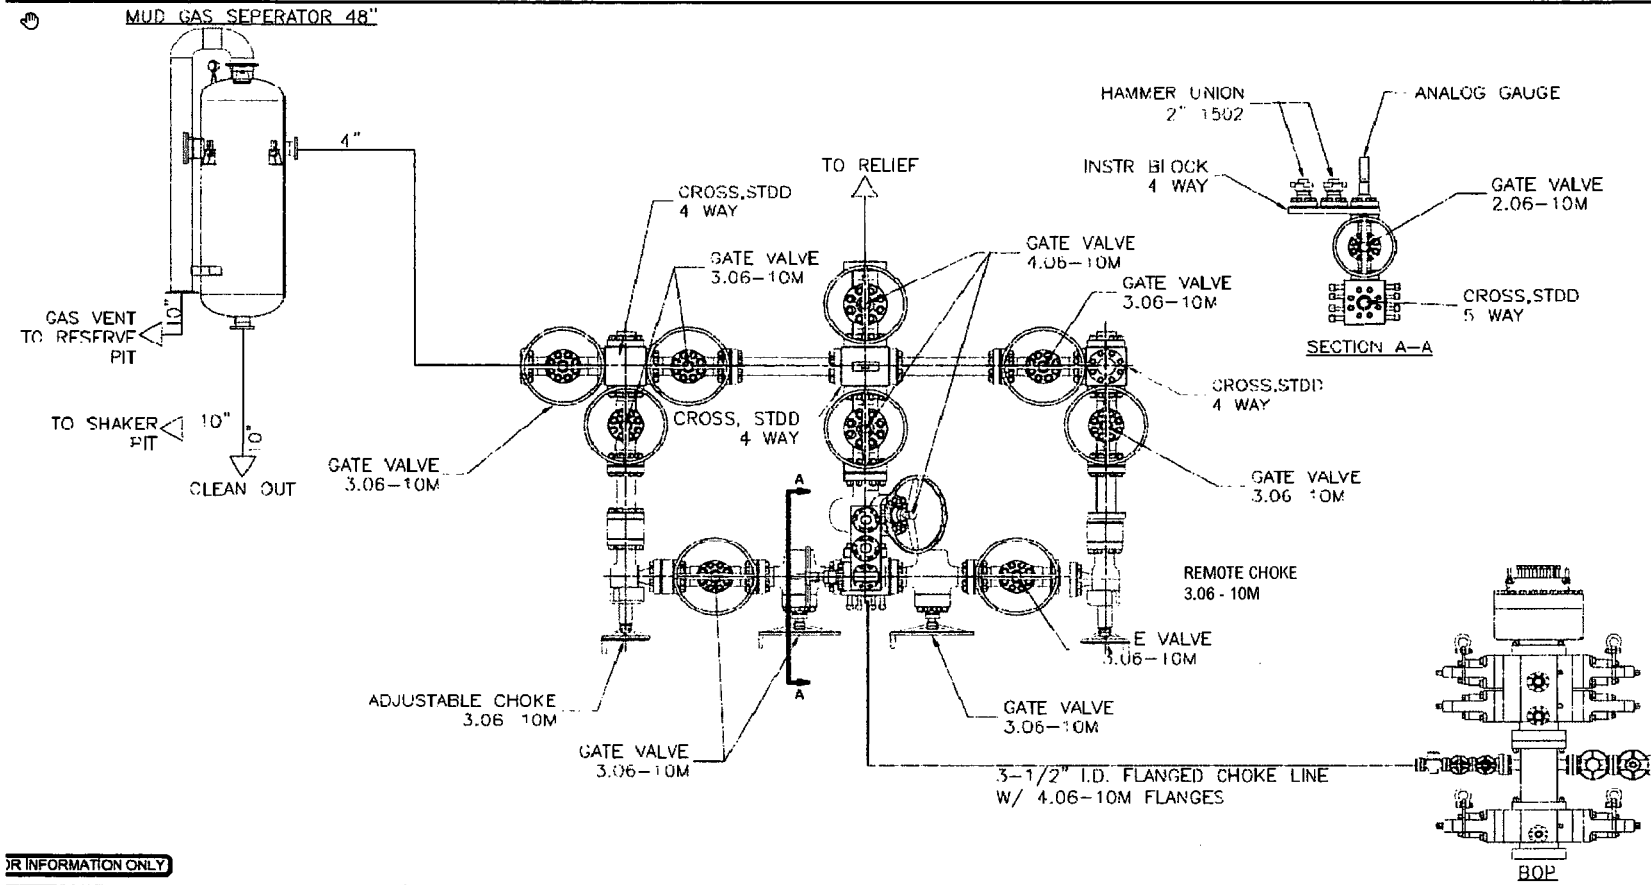 MUD GAS SEPERATOR 48"
4"
GAS VENT
TO RESERVE
PIT
10"
TO SHAKER
PIT
10"
10"
CLEAN OUT
CROSS,STDD
4 WAY
GATE VALVE
3.06-10M
TO RELIEF
GATE VALVE
4.06-10M
GATE VALVE
3.06-10M
HAMMER UNION
2" 1502
ANALOG GAUGE
INSTR BLOCK
4 WAY
GATE VALVE
2.06-10M
CROSS,STDD
5 WAY
SECTION A-A
CROSS,STDD
4 WAY
CROSS, STDD
4 WAY
GATE VALVE
3.06-10M
GATE VALVE
3.06 10M
A
A
REMOTE CHOKE
3.06 - 10M
E VALVE
3.06-10M
ADJUSTABLE CHOKE
3.06 10M
GATE VALVE
3.06-10M
GATE VALVE
3.06-10M
3-1/2" I.D. FLANGED CHOKE LINE
W/ 4.06-10M FLANGES
BOP
OR INFORMATION ONLY